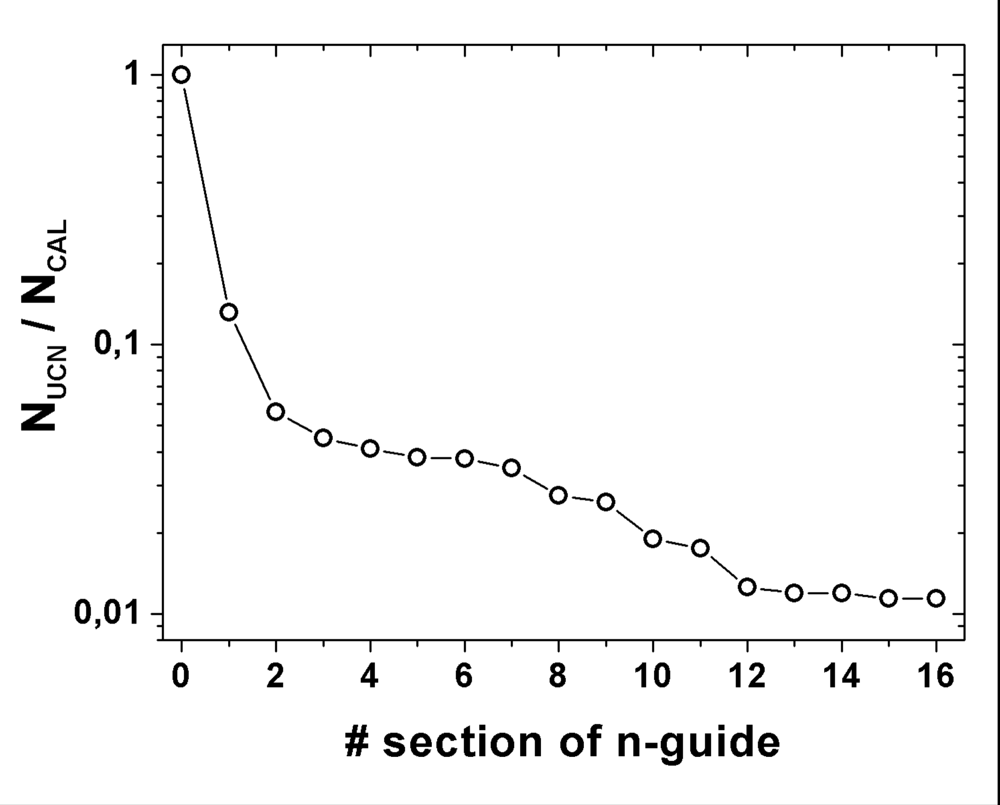 N_UCN / N_CAL
1
0,1
0,01
0 2 4 6 8 10 12 14 16
# section of n-guide